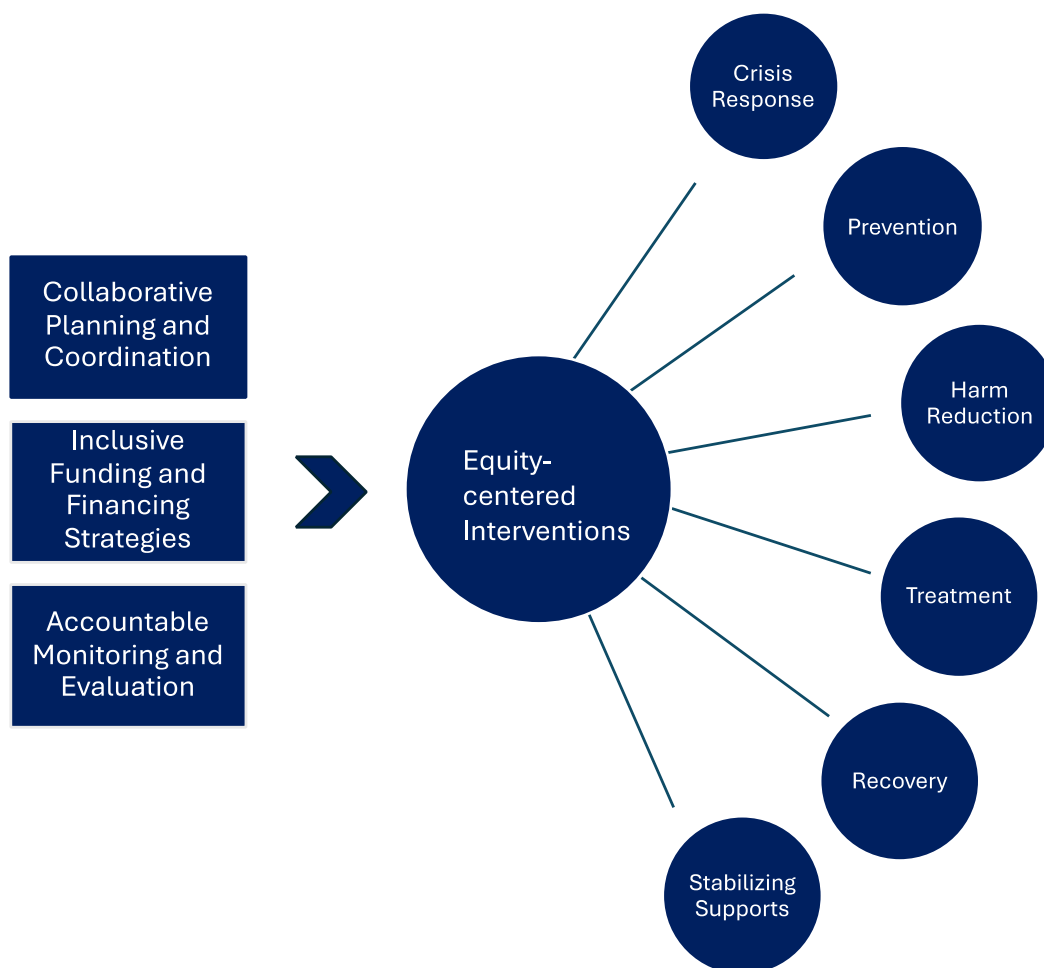 Collaborative
Planning and
Coordination
Inclusive
Funding and
Financing
Strategies
Accountable
Monitoring and
Evaluation
Equity-
centered
Interventions
Crisis
Response
Prevention
Harm
Reduction
Treatment
Recovery
Stabilizing
Supports